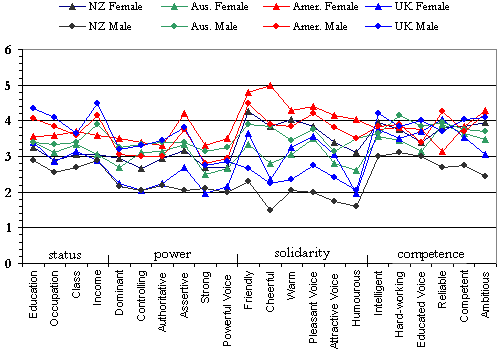 NZ Female Aus. Female Amer. Female UK Female
NZ Male Aus. Male Amer. Male UK Male
6
5
4
3
2
1
0
status power solidarity competence
Education
Occupation
Class
Income
Dominant
Controlling
Authoritative
Assertive
Strong
Powerful Voice
Friendly
Cheerful
Warm
Pleasant Voice
Attractive Voice
Humourous
Intelligent
Hard-working
Educated Voice
Reliable
Competent
Ambitious